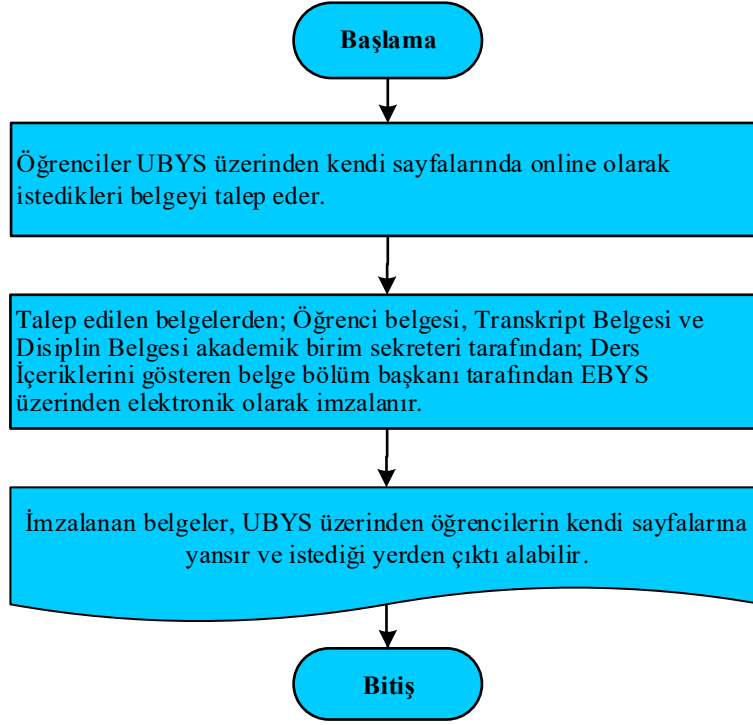 Başlama
Öğrenciler UBYS üzerinden kendi sayfalarında online olarak
istedikleri belgeyi talep eder.
Talep edilen belgelerden; Öğrenci belgesi, Transkript Belgesi ve
Disiplin Belgesi akademik birim sekreteri tarafından; Ders
İçeriklerini gösteren belge bölüm başkanı tarafından EBYS
üzerinden elektronik olarak imzalanır.
İmzalanan belgeler, UBYS üzerinden öğrencilerin kendi sayfalarına
yansır ve istediği yerden çıktı alabilir.
Bitiş